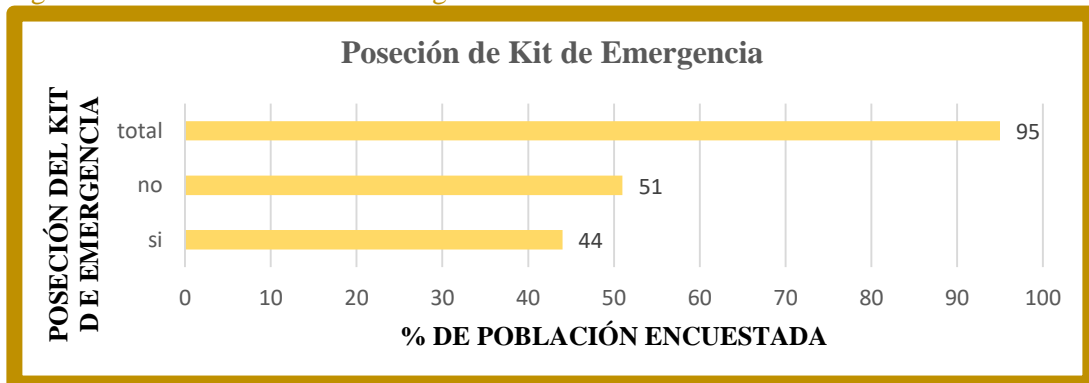 Poseción de Kit de Emergencia
POSECIÓN DEL KIT
D E EMERGENCIA
total
95
no
51
si
44
0 10 20 30 40 50 60 70 80 90 100
% DE POBLACIÓN ENCUESTADA